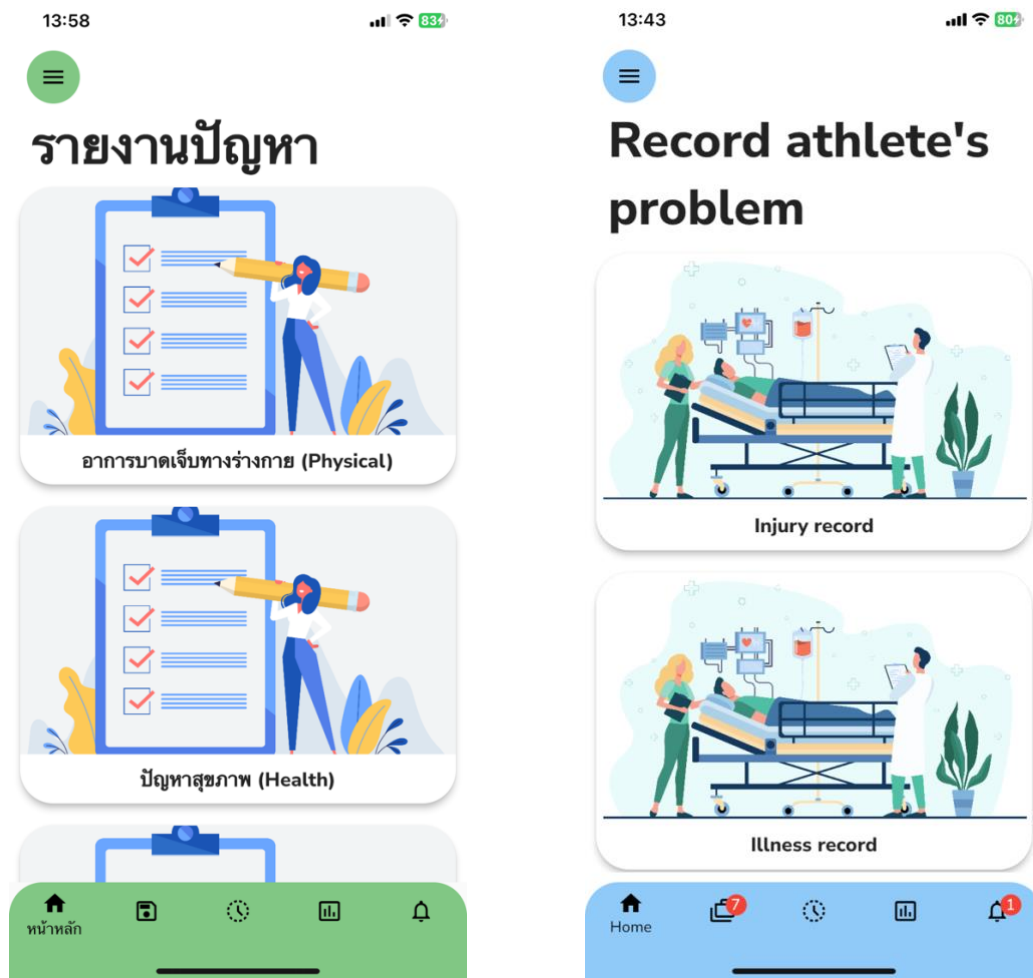 13:58
83
รายงานปัญหา
อาการบาดเจ็บทางร่างกาย (Physical)
ปัญหาสุขภาพ (Health)
หน้าหลัก
13:43
80
Record athlete's
problem
Injury record
Illness record
Home
7
1